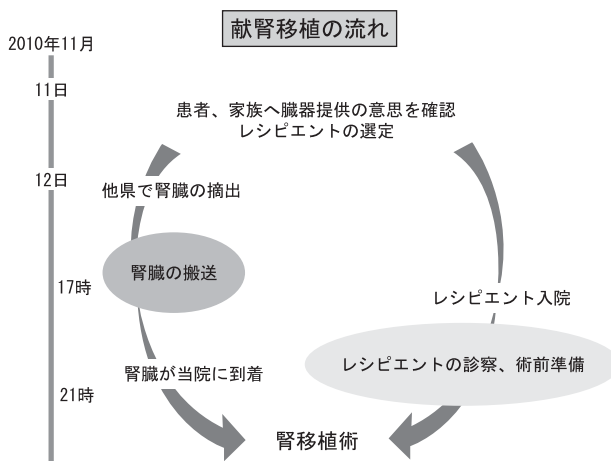 献腎移植の流れ
2010年11月
11日
患者、家族へ臓器提供の意思を確認
レシピエントの選定
12日
他県で腎臓の摘出
腎臓の搬送
17時
レシピエント入院
レシピエントの診察、術前準備
腎臓が当院に到着
21時
腎移植術